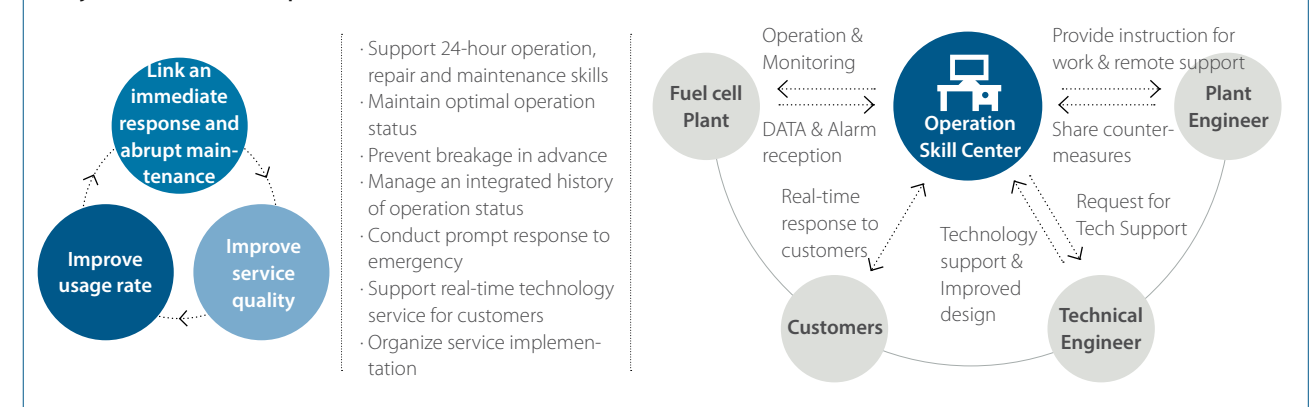 Link an
immediate
response and
abrupt main-
tenance
Improve
usage rate
Improve
service
quality
· Support 24-hour operation,
repair and maintenance skills
· Maintain optimal operation
status
· Prevent breakage in advance
· Manage an integrated history
of operation status
· Conduct prompt response to
emergency
· Support real-time technology
service for customers
· Organize service implemen-
tation
Fuel cell
Plant
Operation &
Monitoring
DATA & Alarm
reception
Operation
Skill Center
Provide instruction for
work & remote support
Share counter-
measures
Plant
Engineer
Real-time
response to
customers
Technology
support &
Improved
design
Request for
Tech Support
Customers
Technical
Engineer